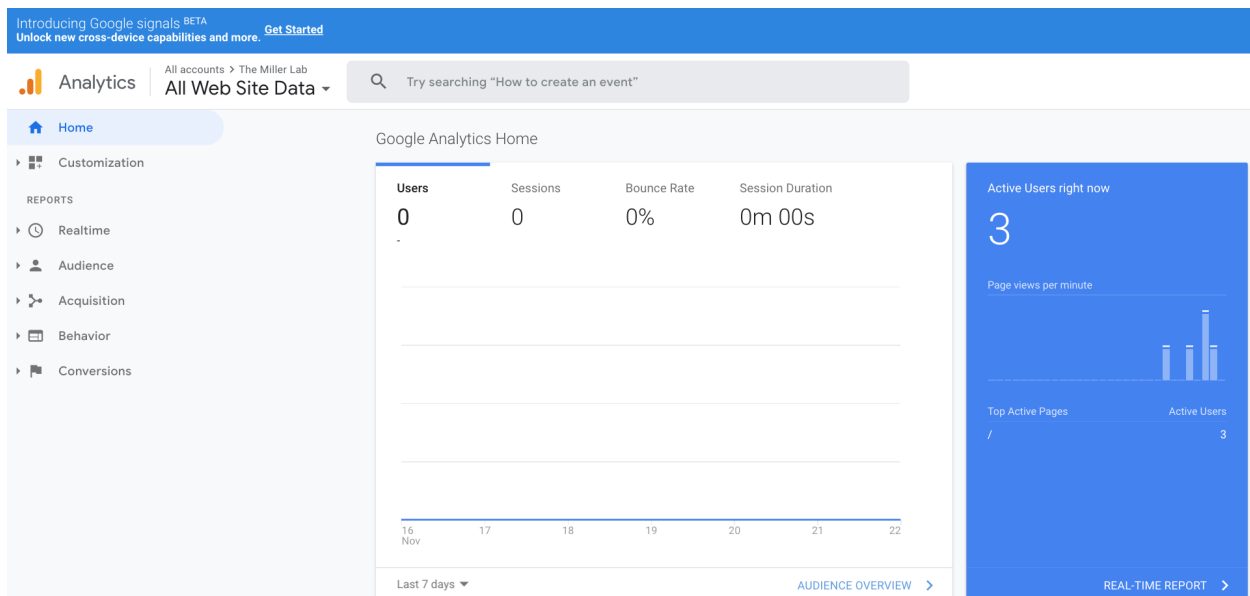 Introducing Google signals BETA
Unlock new cross-device capabilities and more. Get Started
Analytics
All accounts > The Miller Lab
All Web Site Data
Try searching “How to create an event”
Home
Customization
REPORTS
Realtime
Audience
Acquisition
Behavior
Conversions
Google Analytics Home
Users Sessions Bounce Rate Session Duration
0 0 0% 0m 00s
-
16 17 18 19 20 21 22
Nov
Last 7 days
AUDIENCE OVERVIEW
Active Users right now
3
Page views per minute
Top Active Pages Active Users
/ 3
REAL-TIME REPORT